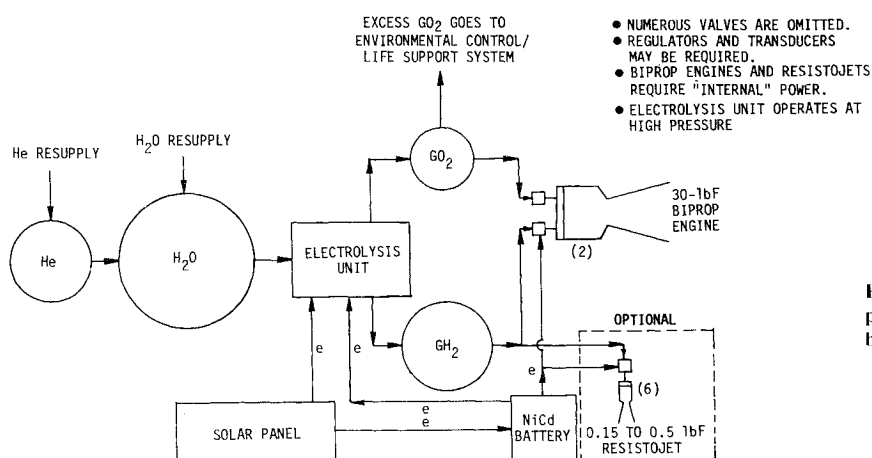 EXCESS GO2 GOES TO
ENVIRONMENTAL CONTROL/
LIFE SUPPORT SYSTEM
● NUMEROUS VALVES ARE OMITTED.
● REGULATORS AND TRANSDUCERS
MAY BE REQUIRED.
● BIPROP ENGINES AND RESISTOJETS
REQUIRE "INTERNAL" POWER.
● ELECTROLYSIS UNIT OPERATES AT
HIGH PRESSURE
He RESUPPLY
H2O RESUPPLY
GO2
30-lbF
BIPROP
ENGINE
(2)
He
H2O
ELECTROLYSIS
UNIT
GH2
OPTIONAL
e
e
e
(6)
e
e
SOLAR PANEL
NiCd
BATTERY
0.15 TO 0.5 lbF
RESISTOJET